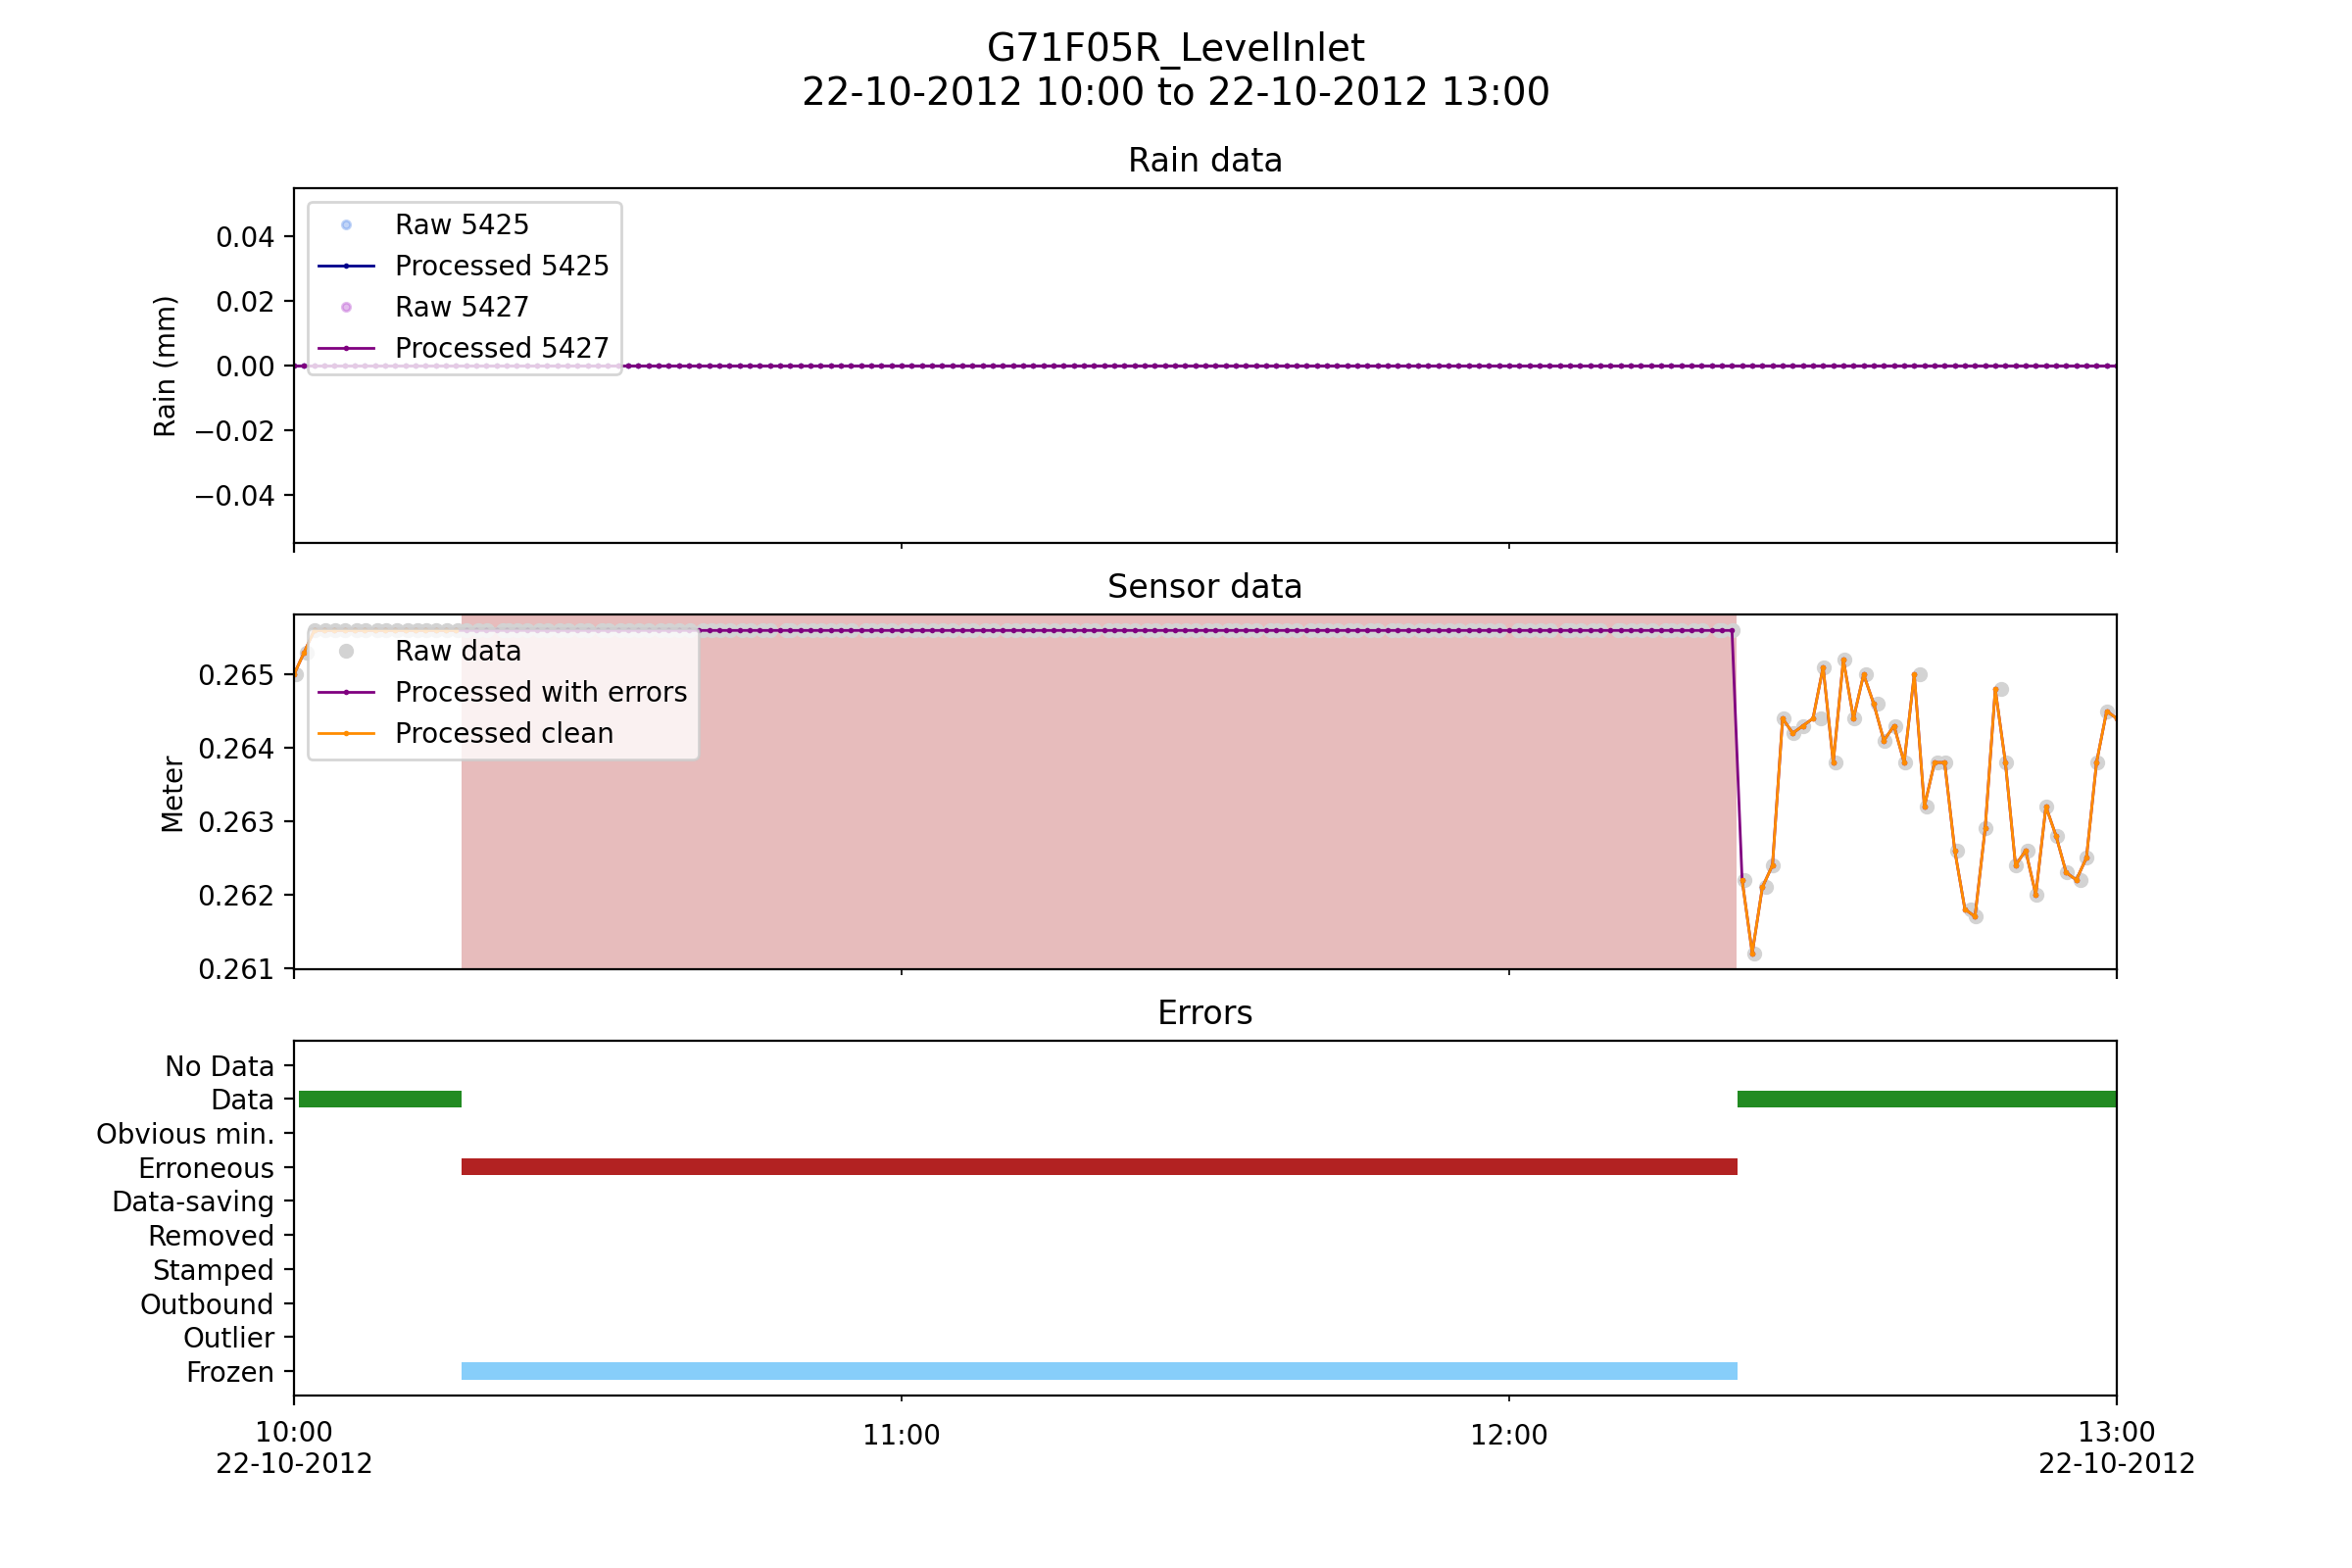 G71F05R_LevelInlet
22-10-2012 10:00 to 22-10-2012 13:00
Rain data
Rain (mm)
0.04
0.02
0.00
−0.02
−0.04
Raw 5425
Processed 5425
Raw 5427
Processed 5427
Sensor data
Meter
0.265
0.264
0.263
0.262
0.261
Raw data
Processed with errors
Processed clean
Errors
No Data
Data
Obvious min.
Erroneous
Data-saving
Removed
Stamped
Outbound
Outlier
Frozen
10:00
22-10-2012
11:00
12:00
13:00
22-10-2012